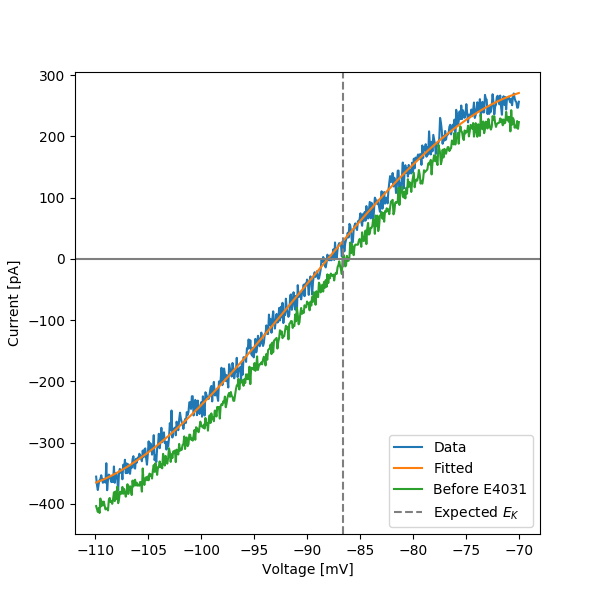 300
200
100
0
−100
−200
−300
−400
Current [pA]
Data
Fitted
Before E4031
Expected $E_K$
−110
−105
−100
−95
−90
−85
−80
−75
−70
Voltage [mV]